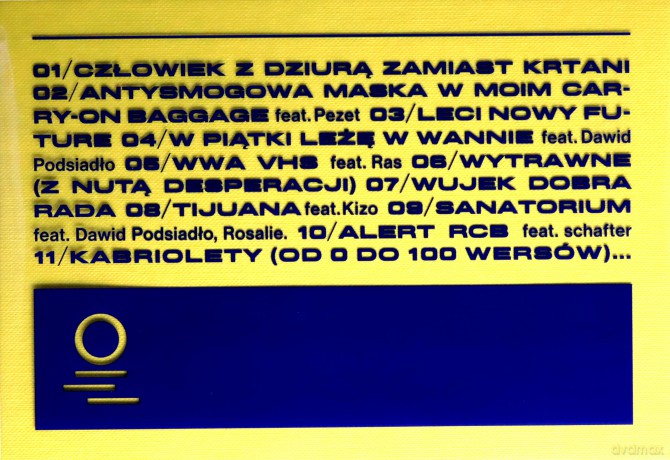 01/CZŁOWIEK Z DZIURĄ ZAMIAST KRTANI
02/ANTYSMOGOWA MASKA W MOIM CAR-
RY-ON BAGGAGE feat. Pezet 03/LECI NOWY FU-
TURE 04/W PIĄTKI LEŻĘ W WANNIE feat. Dawid
Podsiadło 05/WWA VHS feat. Ras 06/WYTRAWNE
(Z NUTĄ DESPERACJI) 07/WUJEK DOBRA
RADA 08/TIJUANA feat. Kizo 09/SANATORIUM
feat. Dawid Podsiadło, Rosalie. 10/ALERT RCB feat. schafter
11/KABRIOLETY (OD 0 DO 100 WERSÓW)...
dvdmax